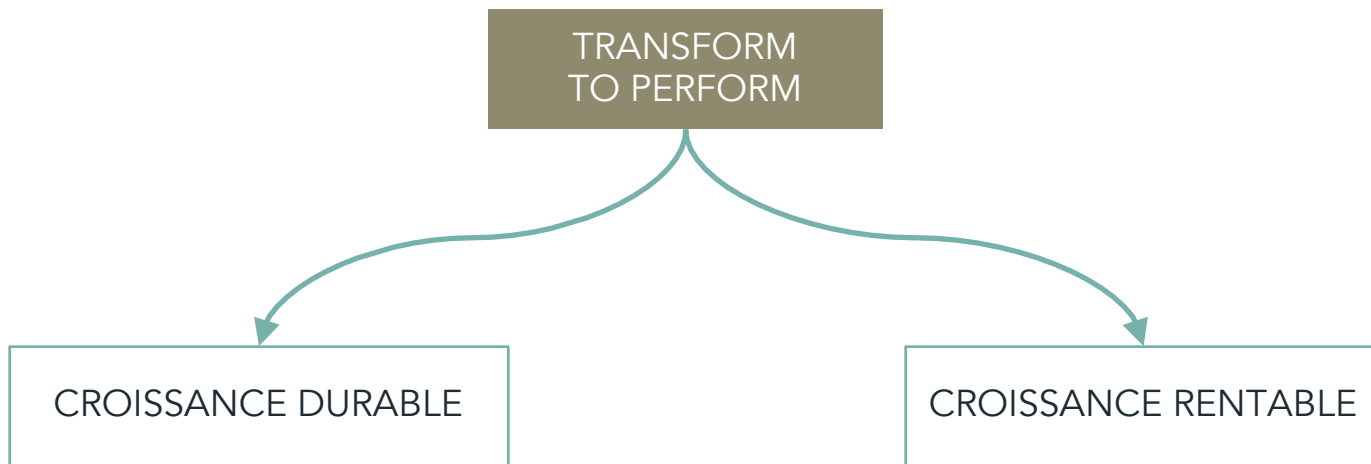 TRANSFORM
TO PERFORM
CROISSANCE DURABLE
CROISSANCE RENTABLE